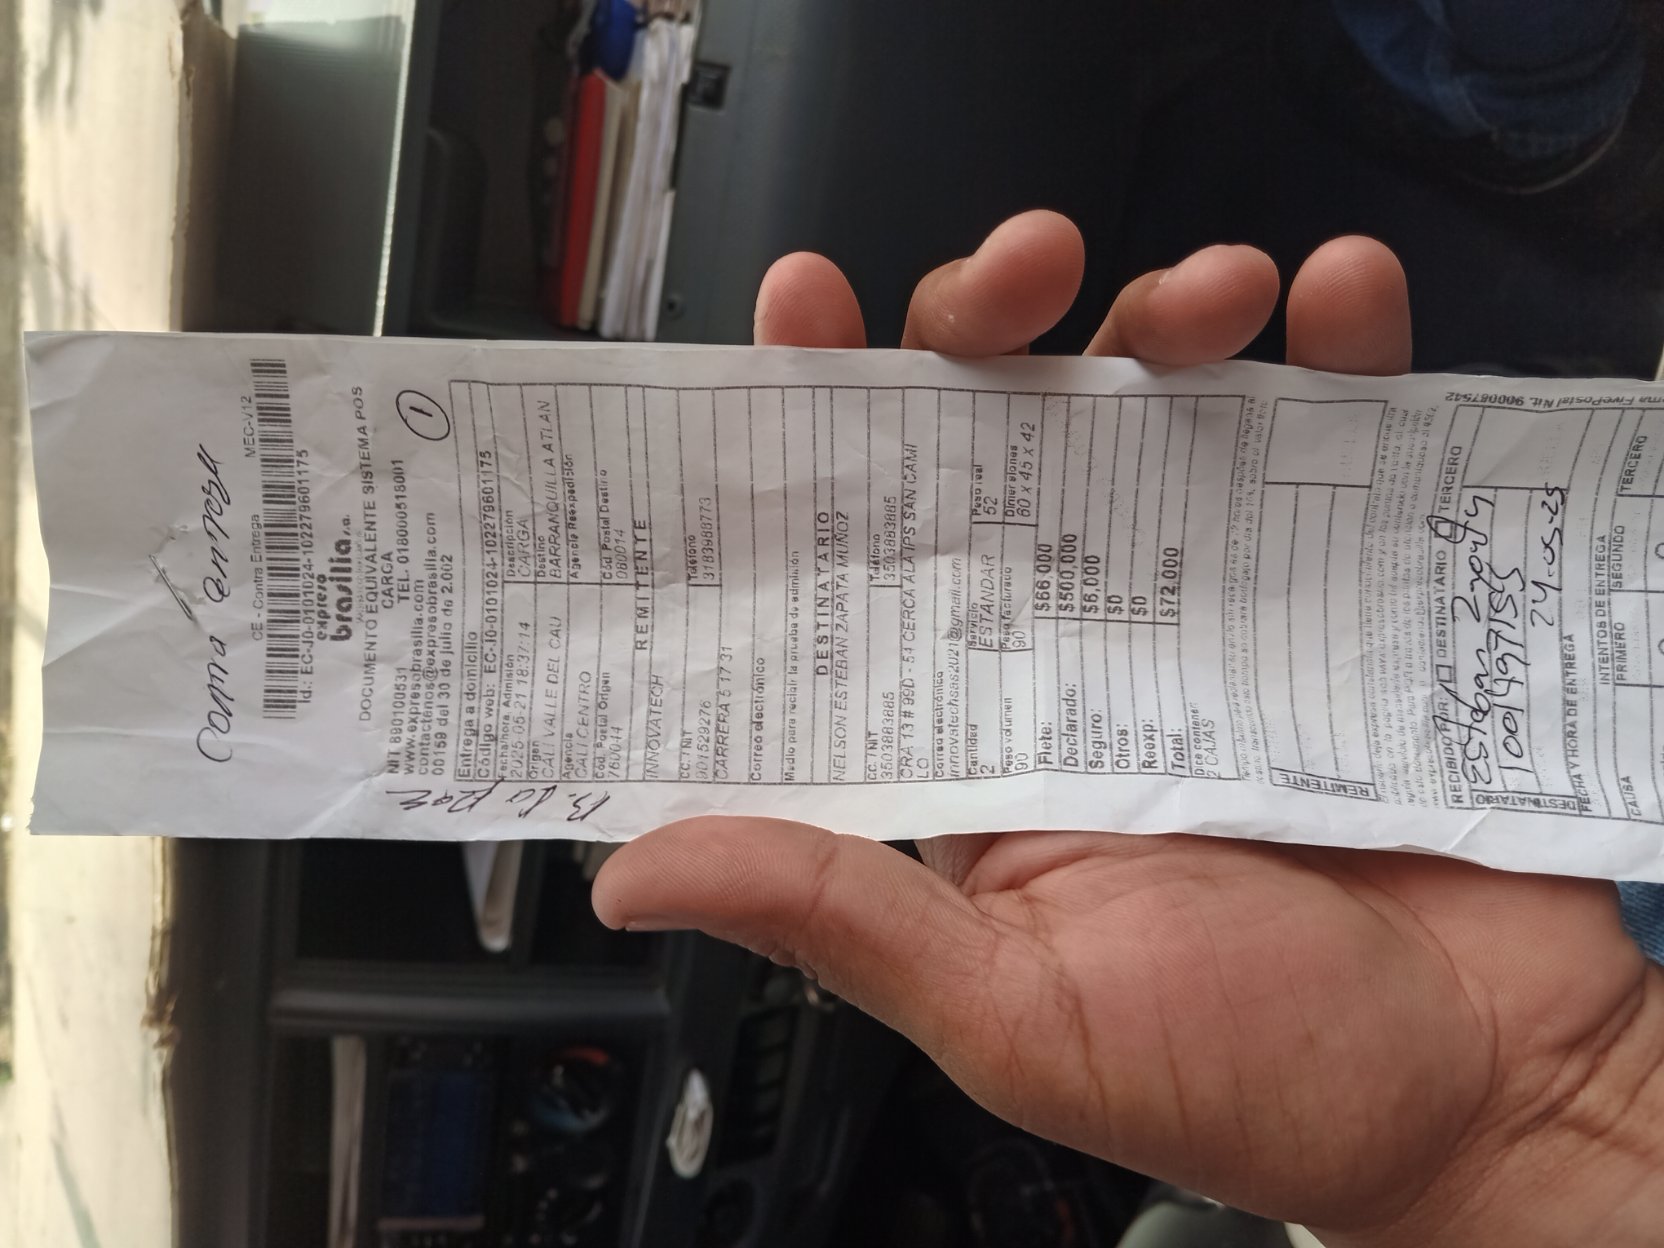 Contra entrega
CE - Contra Entrega MEC-V12
Id.: EC-J0-0101024-102279601175
expreso
brasilia s.a.
DOCUMENTO EQUIVALENTE SISTEMA POS
CARGA
NIT. 890100531 TEL. 018000518001
www.expresobrasilia.com
contactenos@expresobrasilia.com
00159 del 30 de julio de 2.002
1
Entrega a domicilio
Código web: EC-J0-0101024-102279601175
Fecha/hora Admisión Descripción
2025-05-21 18:37:14 CARGA
Origen Destino
CALI VALLE DEL CAU BARRANQUILLA ATLAN
Agencia Agencia Reexpedición
CALI CENTRO
Cod. Postal Origen Cod Postal Destino
760044 080014
REMITENTE
INNOVATECH
CC. NIT Teléfono
901529276 3183988773
CARRERA 5 17 31
Correo electrónico
Medio para recibir la prueba de admisión
DESTINATARIO
NELSON ESTEBAN ZAPATA MUÑOZ
CC. NIT Teléfono
3503883885 3503883885
CRA 13 # 99D - 54 CERCA A LA IPS SAN CAMI
LO
Correo electrónico
innovatechsas2021@gmail.com
Cantidad Servicio Peso real
2 ESTANDAR 52
Peso volumen Peso facturado Dimensiones
90 90 60 x 45 x 42
Flete: $66,000
Declarado: $500,000
Seguro: $6,000
Otros: $0
Reexp: $0
Total: $72,000
Dice contener
2 CAJAS
REMITENTE
RECIBIDO POR: DESTINATARIO TERCERO
Esteban Zapata
1001497155
24-05-25
DESTINATARIO
FECHA Y HORA DE ENTREGA
INTENTOS DE ENTREGA
CAUSA PRIMERO SEGUNDO TERCERO
Nit. 900087542